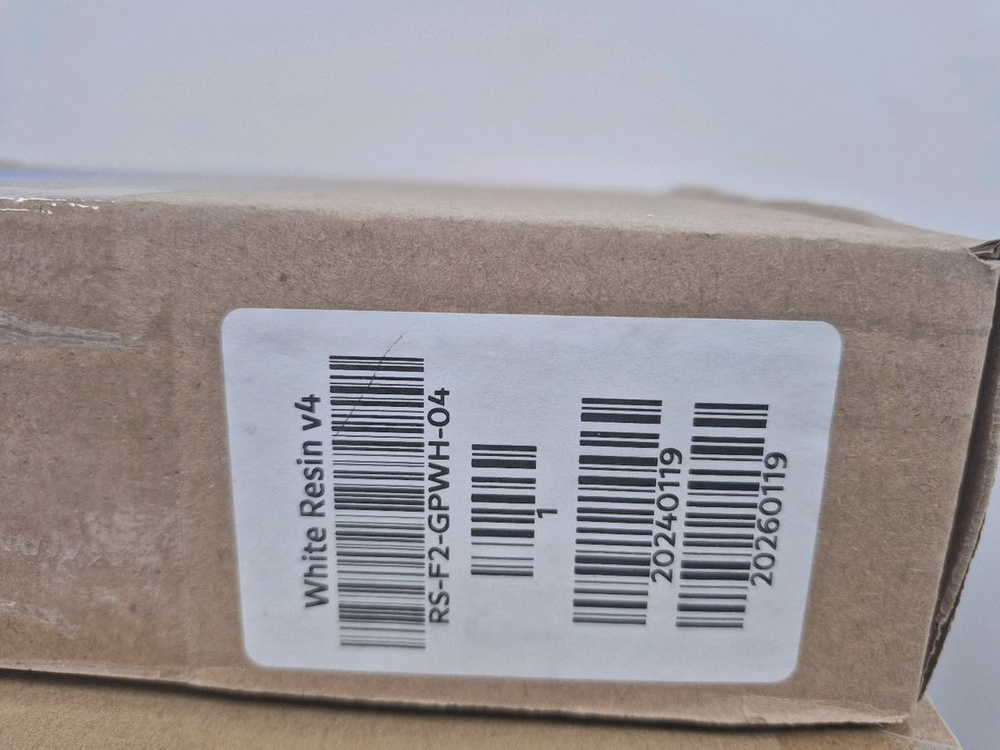 White Resin v4
RS-F2-GPWH-04
1
20240119
20260119